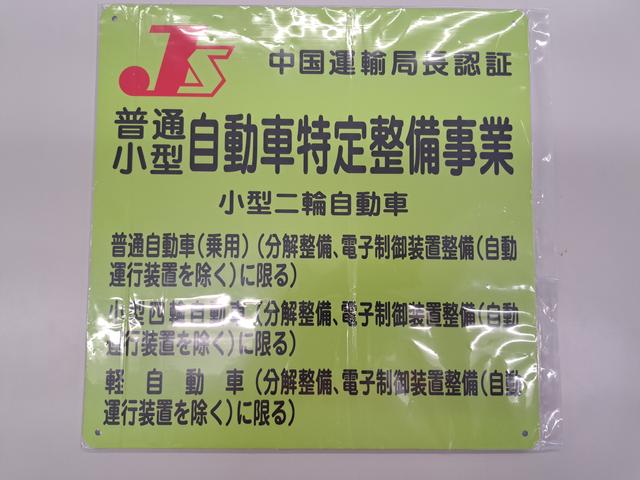 JS
中国運輸局長認証
普通
小型
自動車特定整備事業
小型二輪自動車
普通自動車(乗用)(分解整備、電子制御装置整備(自動
運行装置を除く)に限る)
小型四輪自動車(分解整備、電子制御装置整備(自動
運行装置を除く)に限る)
軽自動車(分解整備、電子制御装置整備(自動
運行装置を除く)に限る)